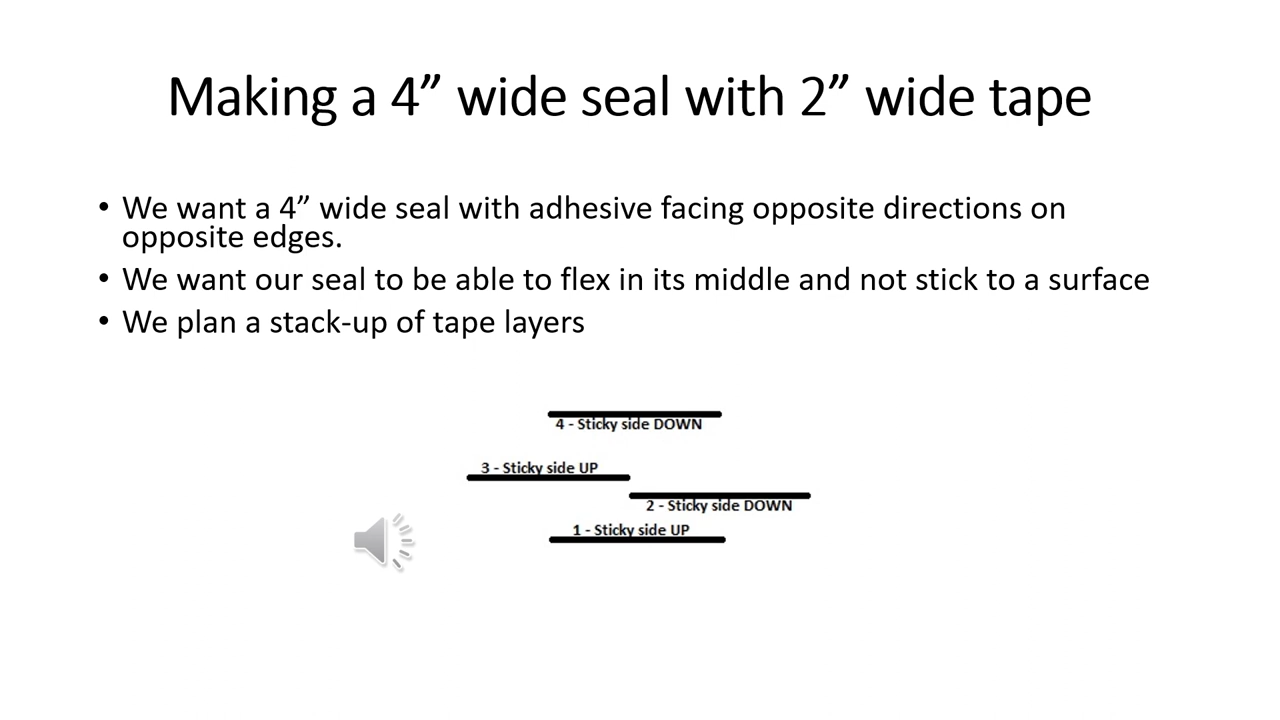 Making a 4” wide seal with 2” wide tape
• We want a 4” wide seal with adhesive facing opposite directions on
opposite edges.
• We want our seal to be able to flex in its middle and not stick to a surface
• We plan a stack-up of tape layers
4 - Sticky side DOWN
3 - Sticky side UP
2 - Sticky side DOWN
1 - Sticky side UP